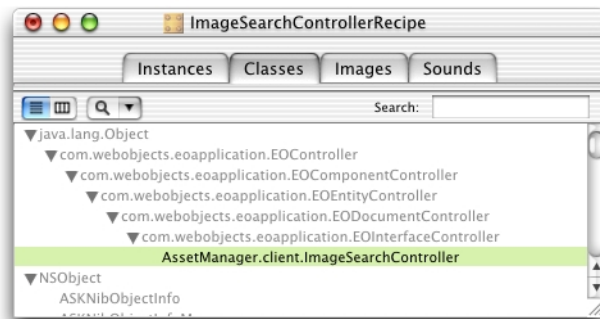 ImageSearchControllerRecipe
Instances Classes Images Sounds
Search:
java.lang.Object
com.webobjects.eoapplication.EOController
com.webobjects.eoapplication.EOComponentController
com.webobjects.eoapplication.EOEntityController
com.webobjects.eoapplication.EODocumentController
com.webobjects.eoapplication.EOInterfaceController
AssetManager.client.ImageSearchController
NSObject
ASKNibObjectInfo